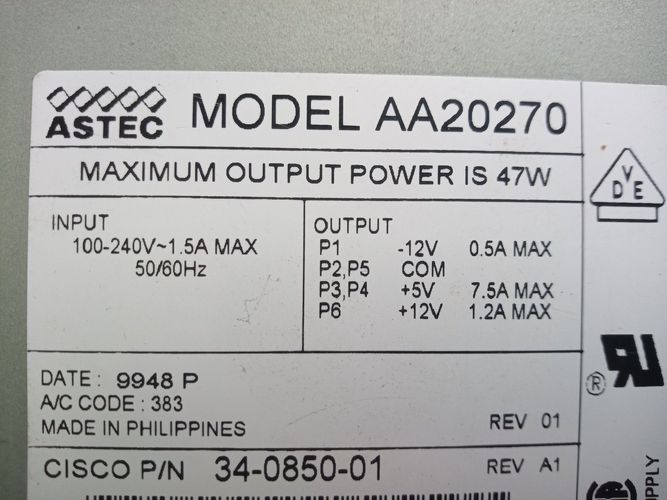 ASTEC MODEL AA20270
MAXIMUM OUTPUT POWER IS 47W
INPUT
100-240V~1.5A MAX
50/60Hz
OUTPUT
P1 -12V 0.5A MAX
P2,P5 COM
P3,P4 +5V 7.5A MAX
P6 +12V 1.2A MAX
DATE : 9948 P
A/C CODE : 383
MADE IN PHILIPPINES
REV 01
CISCO P/N 34-0850-01 REV A1
VDE
®
SUPPLY